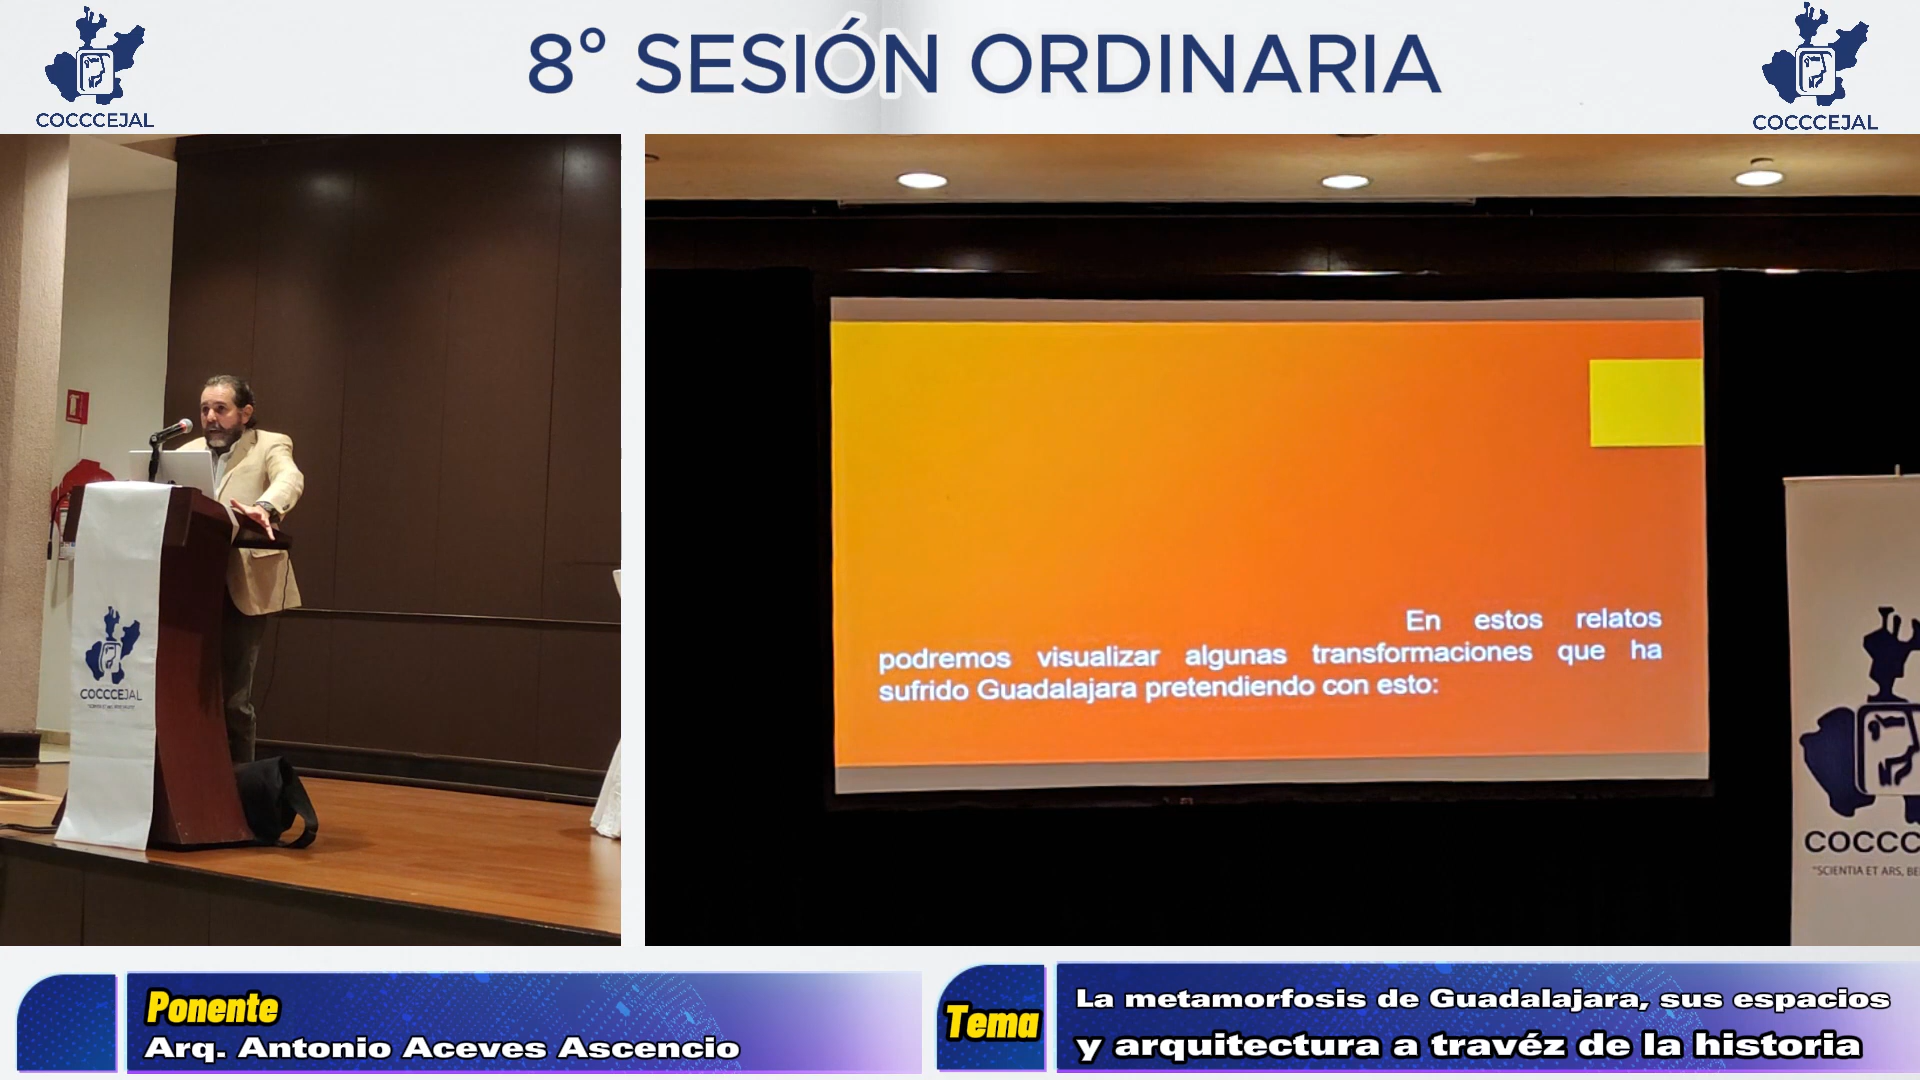 8° SESIÓN ORDINARIA
COCCCEJAL
COCCCEJAL
En estos relatos
podremos visualizar algunas transformaciones que ha
sufrido Guadalajara pretendiendo con esto:
COCCCEJAL
COCCC
"SCIENTIA ET ARS, BE
Ponente
Arq. Antonio Aceves Ascencio
Tema
La metamorfosis de Guadalajara, sus espacios
y arquitectura a travéz de la historia